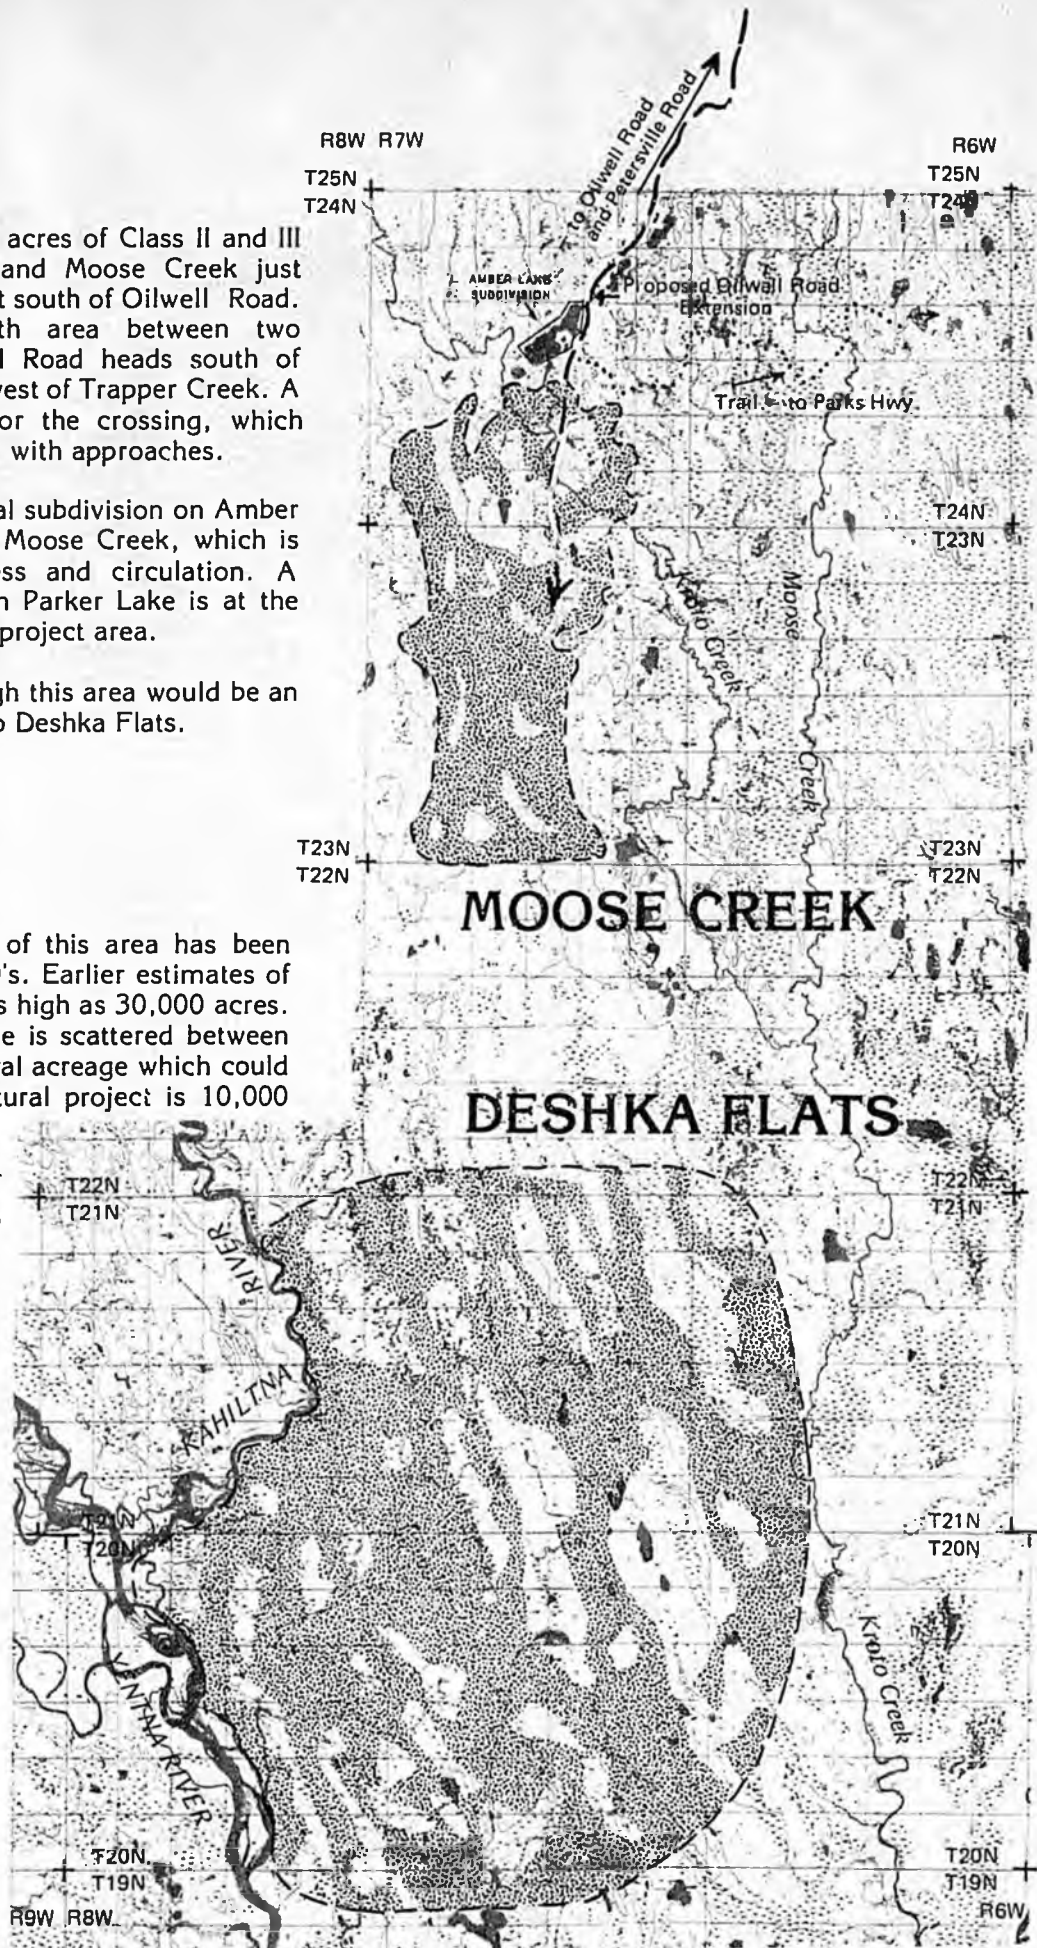 R8W R7W
R6W
T25N
T24N
T25N
T24N
to Oilwell Road
and Petersville Road
acres of Class II and III
and Moose Creek just
t south of Oilwell Road.
th area between two
l Road heads south of
west of Trapper Creek. A
or the crossing, which
with approaches.
AMBER LAKE
SUBDIVISION
Proposed Oilwell Road
Extension
Trail to Parks Hwy.
al subdivision on Amber
Moose Creek, which is
ess and circulation. A
n Parker Lake is at the
project area.
T24N
T23N
Kroto Creek
Moose
Creek
gh this area would be an
o Deshka Flats.
T23N
T22N
T23N
T22N
MOOSE CREEK
of this area has been
's. Earlier estimates of
s high as 30,000 acres.
e is scattered between
ral acreage which could
tural project is 10,000
DESHKA FLATS
T22N
T21N
T22N
T21N
KAHILTNA RIVER
T21N
T20N
T21N
T20N
YENTNA RIVER
Kroto Creek
T20N
T19N
T20N
T19N
R9W R8W
R6W